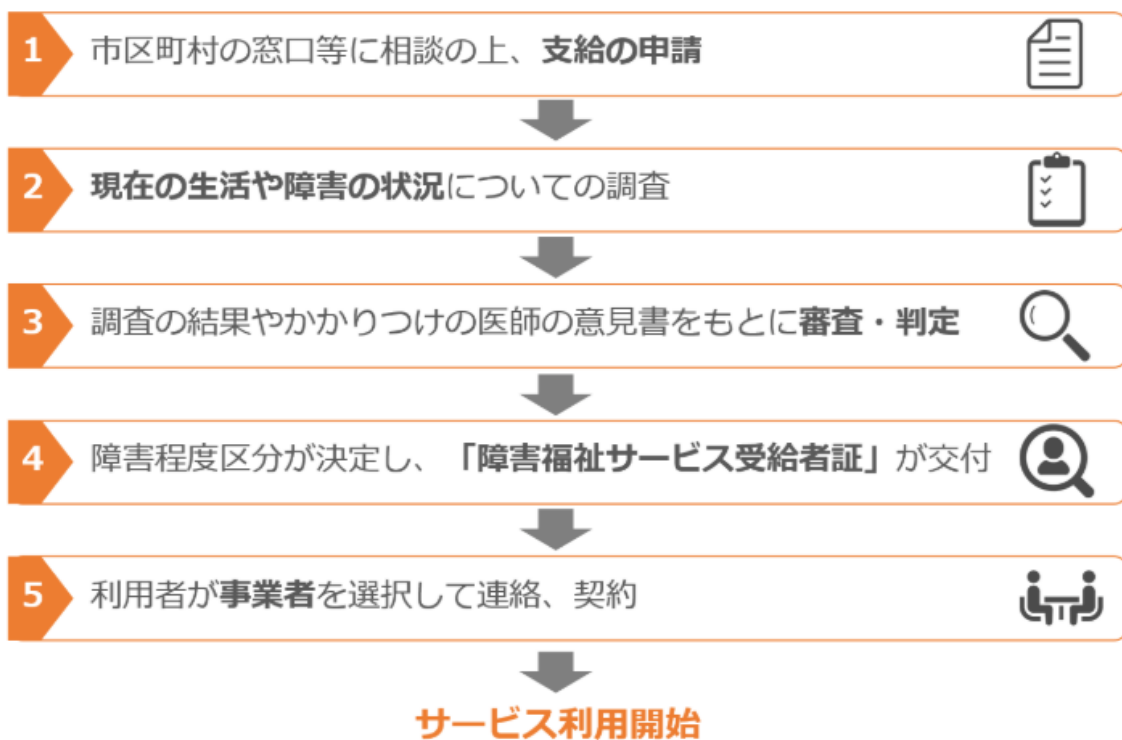 1 市区町村の窓口等に相談の上、支給の申請
2 現在の生活や障害の状況についての調査
3 調査の結果やかかりつけの医師の意見書をもとに審査・判定
4 障害程度区分が決定し、「障害福祉サービス受給者証」が交付
5 利用者が事業者を選択して連絡、契約
サービス利用開始